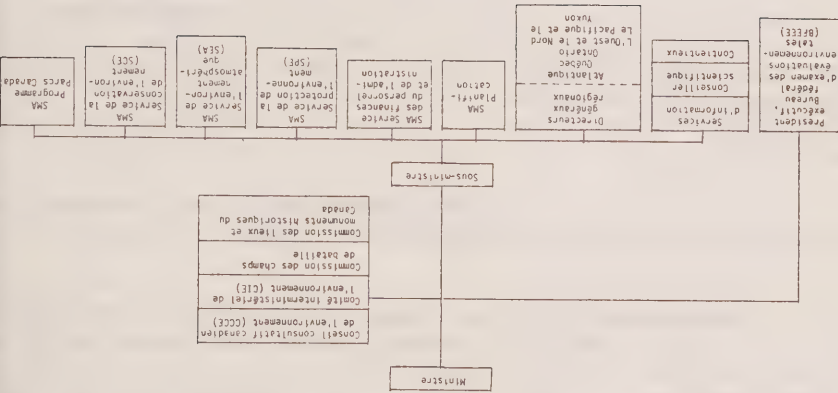 Ministre
Conseil consultatif canadien
de l'environnement (CCCE)
Comité interministériel de
l'environnement (CIE)
Commission des champs
de bataille
Commission des lieux et
monuments historiques du
Canada
Sous-ministre
Président
exécutif,
Bureau
fédéral
d'examen des
évaluations
environnemen-
tales
(BFEEE)
Services
d'information
Conseiller
scientifique
Contentieux
Directeurs
généraux
régionaux
Atlantique
Québec
Ontario
L'Ouest et le Nord
Le Pacifique et le
Yukon
SMA
Planifi-
cation
SMA Service
des finances
du personnel
et de l'admi-
nistration
SMA
Service de la
protection de
l'environne-
ment
(SPE)
SMA
Service de
l'environ-
nement
atmosphéri-
que
(SEA)
SMA
Service de la
conservation
de l'environ-
nement
(SCE)
SMA
Programme
Parcs Canada